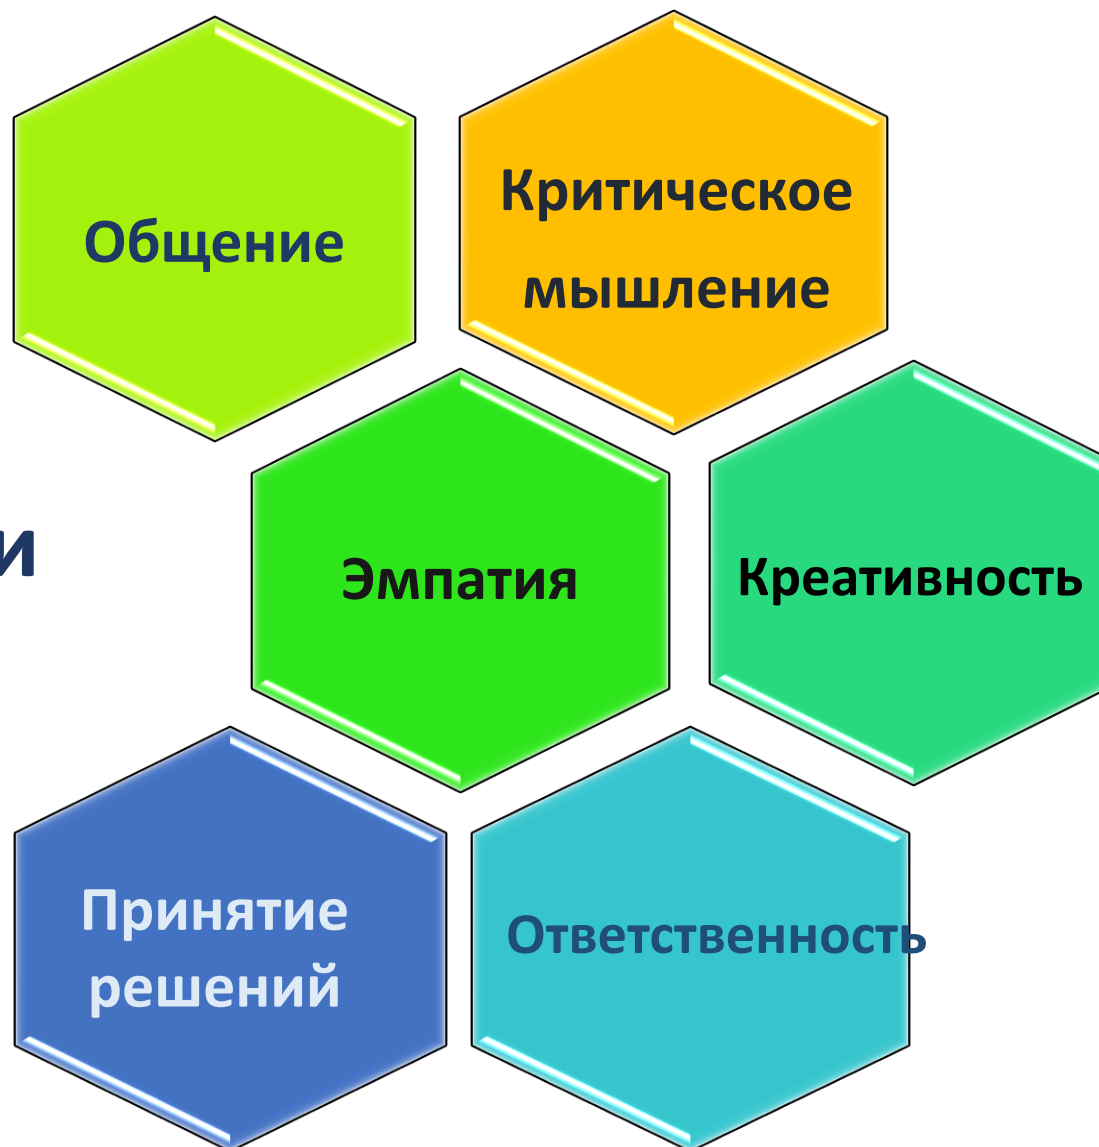 Общение
Критическое
мышление
и
Эмпатия
Креативность
Принятие
решений
Ответственность